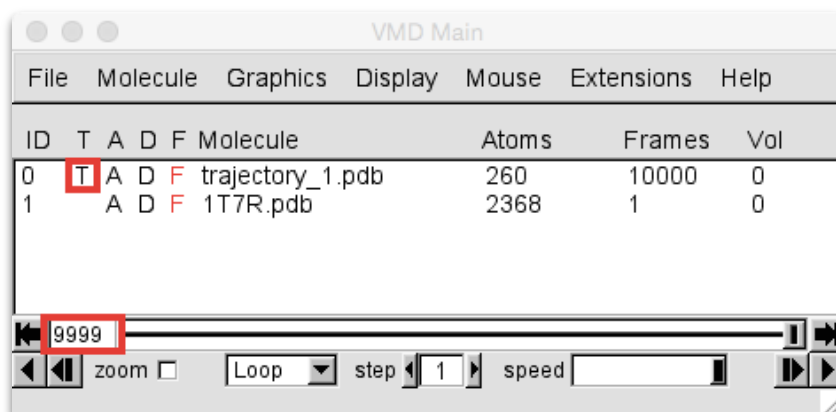 VMD Main
File Molecule Graphics Display Mouse Extensions Help
ID T A D F Molecule Atoms Frames Vol
0 T A D F trajectory_1.pdb 260 10000 0
1 A D F 1T7R.pdb 2368 1 0
9999
zoom Loop step 1 speed